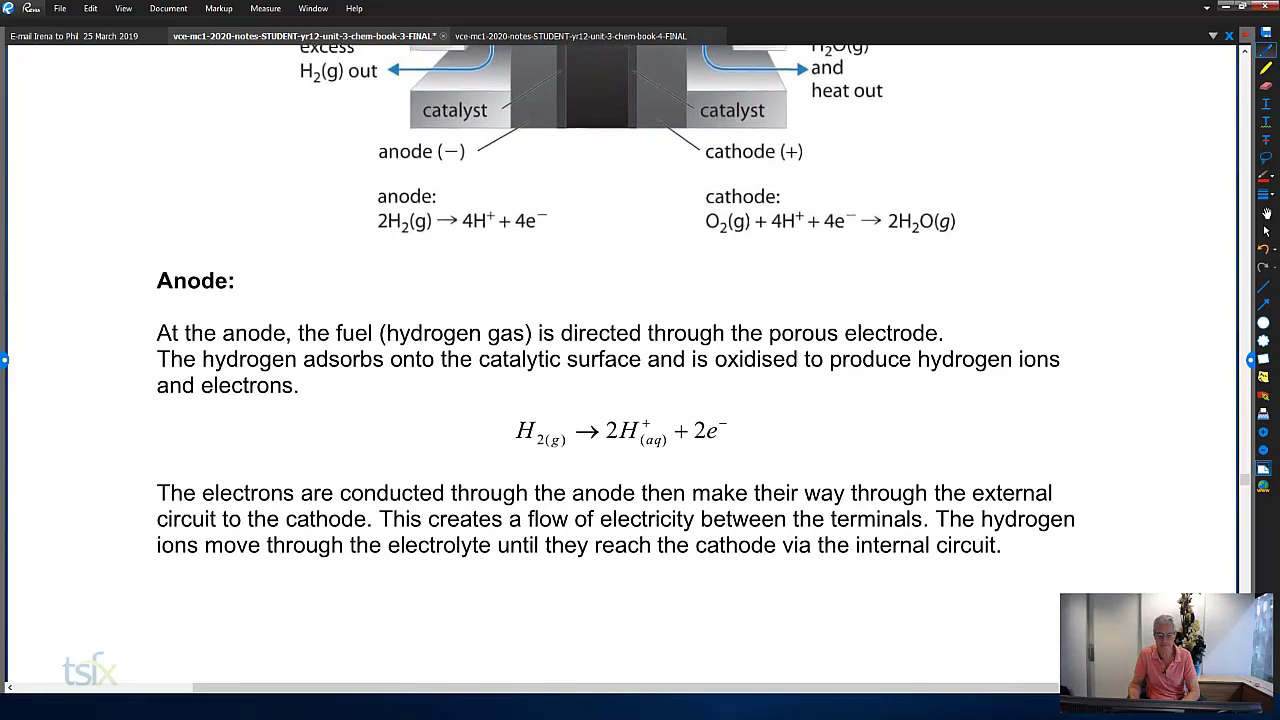 File Edit View Document Markup Measure Window Help
E-mail Irena to Phil 25 March 2019
vce-mc1-2020-notes-STUDENT-yr12-unit-3-chem-book-3-FINAL*
vce-mc1-2020-notes-STUDENT-yr12-unit-3-chem-book-4-FINAL
excess
H₂(g) out
H₂O(g)
and
heat out
catalyst
catalyst
anode (−)
cathode (+)
anode:
2H₂(g) → 4H⁺ + 4e⁻
cathode:
O₂(g) + 4H⁺ + 4e⁻ → 2H₂O(g)
Anode:
At the anode, the fuel (hydrogen gas) is directed through the porous electrode.
The hydrogen adsorbs onto the catalytic surface and is oxidised to produce hydrogen ions
and electrons.
H₂(g) → 2H⁺(aq) + 2e⁻
The electrons are conducted through the anode then make their way through the external
circuit to the cathode. This creates a flow of electricity between the terminals. The hydrogen
ions move through the electrolyte until they reach the cathode via the internal circuit.
tsfx